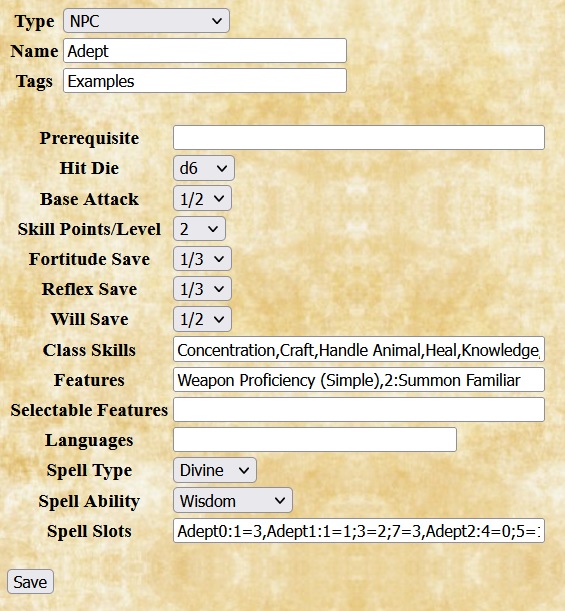 Type NPC
Name Adept
Tags Examples
Prerequisite
Hit Die d6
Base Attack 1/2
Skill Points/Level 2
Fortitude Save 1/3
Reflex Save 1/3
Will Save 1/2
Class Skills Concentration,Craft,Handle Animal,Heal,Knowledge,
Features Weapon Proficiency (Simple),2:Summon Familiar
Selectable Features
Languages
Spell Type Divine
Spell Ability Wisdom
Spell Slots Adept0:1=3,Adept1:1=1;3=2;7=3,Adept2:4=0;5=
Save